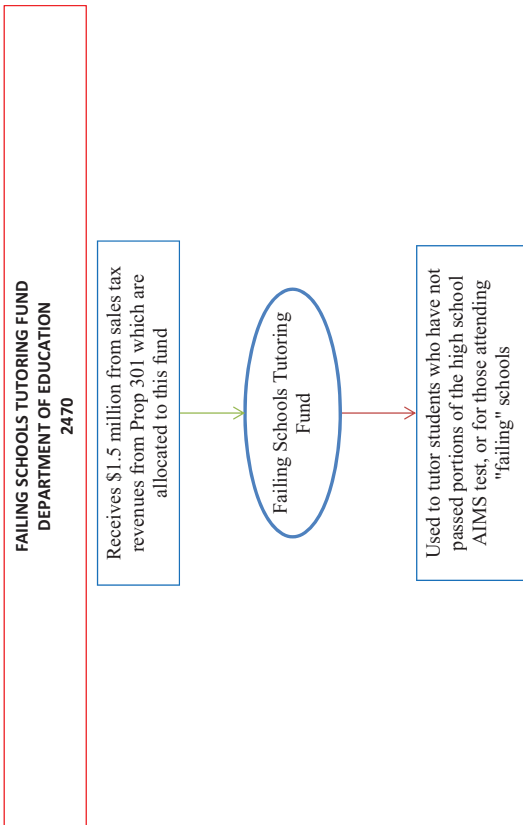 FAILING SCHOOLS TUTORING FUND
DEPARTMENT OF EDUCATION
2470
Receives $1.5 million from sales tax
revenues from Prop 301 which are
allocated to this fund
Failing Schools Tutoring
Fund
Used to tutor students who have not
passed portions of the high school
AIMS test, or for those attending
"failing" schools